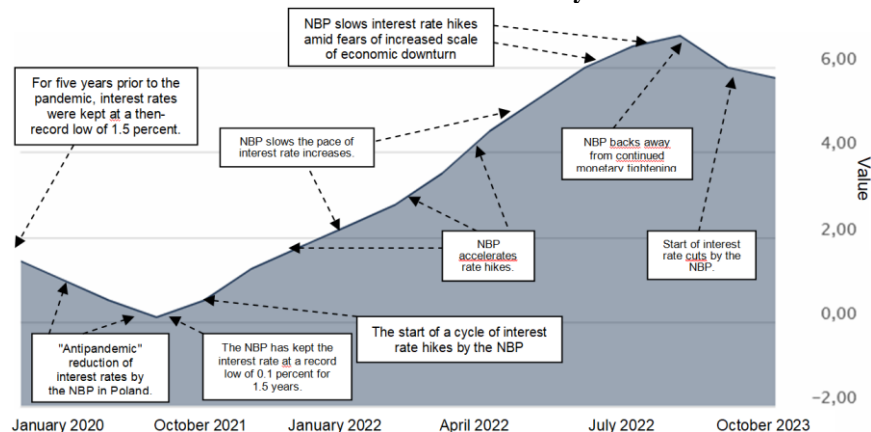 NBP slows interest rate hikes
amid fears of increased scale
of economic downturn
For five years prior to the
pandemic, interest rates
were kept at a then-
record low of 1.5 percent.
NBP slows the pace of
interest rate increases.
NBP backs away
from continued
monetary tightening
NBP
accelerates
rate hikes.
Start of interest
rate cuts by the
NBP.
"Antipandemic"
reduction of
interest rates by
the NBP in Poland.
The NBP has kept the
interest rate at a record
low of 0.1 percent for
1.5 years.
The start of a cycle of interest
rate hikes by the NBP
6,00
4,00
2,00
0,00
-2,00
Value
January 2020
October 2021
January 2022
April 2022
July 2022
October 2023